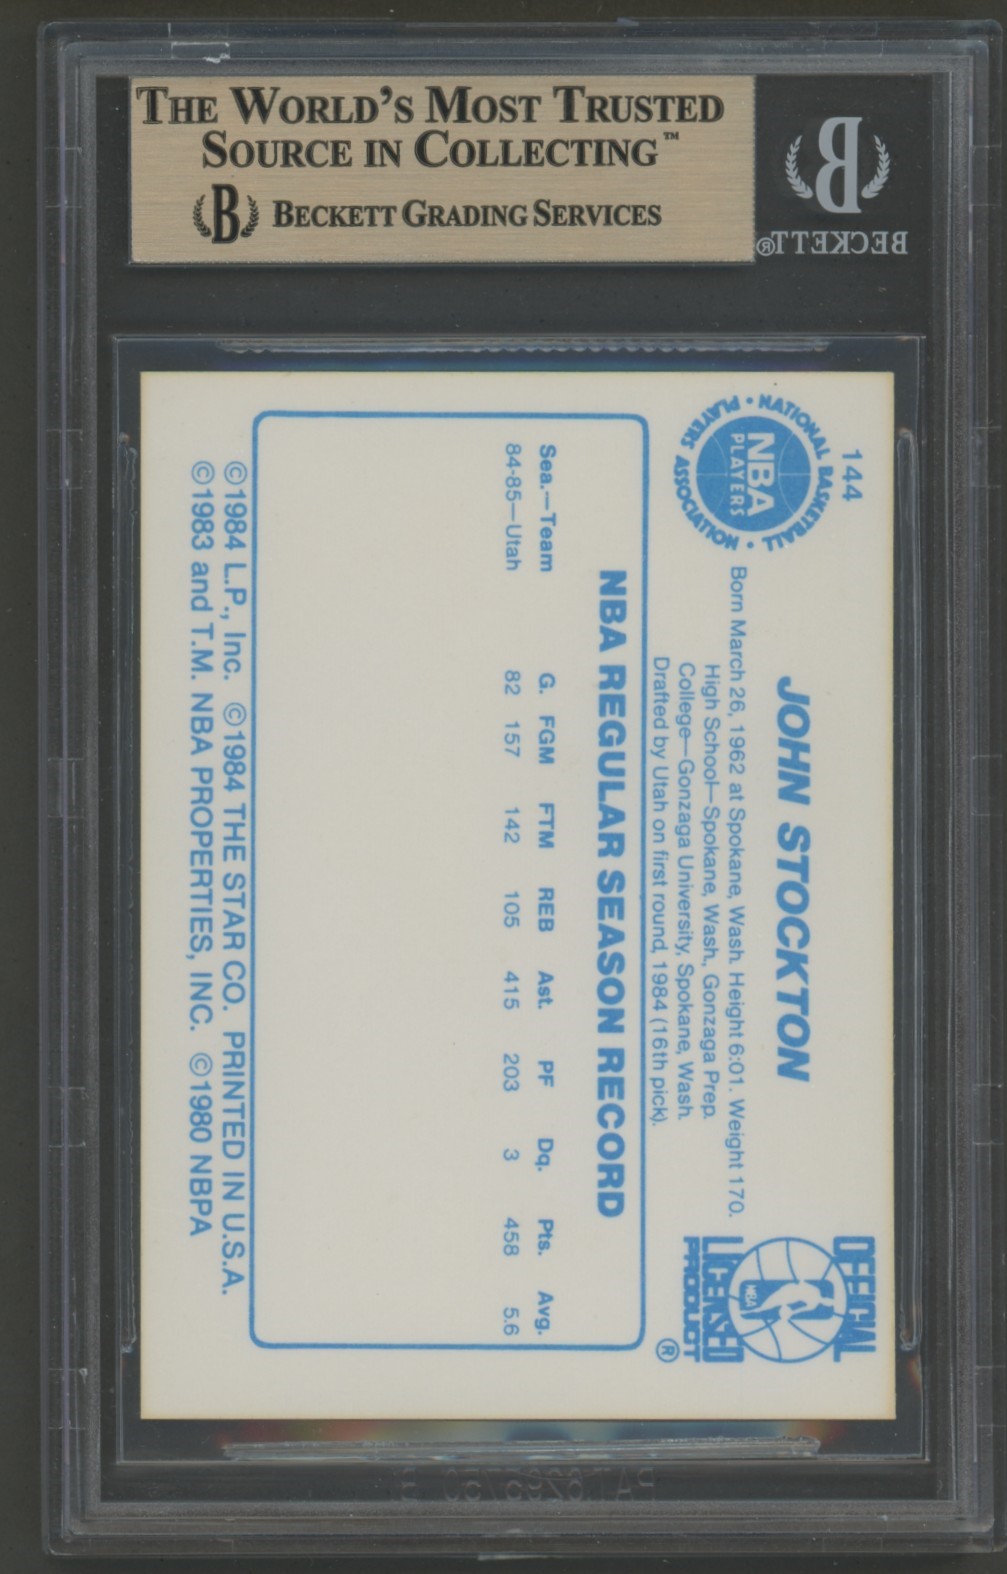 THE WORLD'S MOST TRUSTED
SOURCE IN COLLECTING™
B BECKETT GRADING SERVICES
B
BECKETT®
144
NATIONAL BASKETBALL PLAYERS ASSOCIATION
NBA
PLAYERS
JOHN STOCKTON
Born March 26, 1962 at Spokane, Wash. Height 6:01. Weight 170.
High School—Spokane, Wash., Gonzaga Prep.
College—Gonzaga University, Spokane, Wash.
Drafted by Utah on first round, 1984 (16th pick).
OFFICIAL
NBA
LICENSED
PRODUCT ®
NBA REGULAR SEASON RECORD
Sea.—Team G. FGM FTM REB Ast. PF Dq. Pts. Avg.
84-85—Utah 82 157 142 105 415 203 3 458 5.6
©1984 L.P., Inc. ©1984 THE STAR CO. PRINTED IN U.S.A.
©1983 and T.M. NBA PROPERTIES, INC. ©1980 NBPA